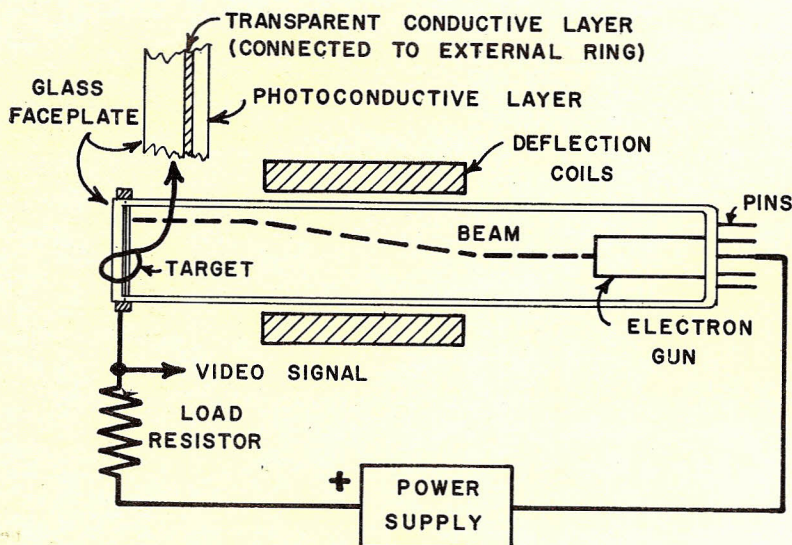 TRANSPARENT CONDUCTIVE LAYER
(CONNECTED TO EXTERNAL RING)
GLASS
FACEPLATE
PHOTOCONDUCTIVE LAYER
DEFLECTION
COILS
PINS
BEAM
TARGET
ELECTRON
GUN
VIDEO SIGNAL
LOAD
RESISTOR
+
POWER
SUPPLY